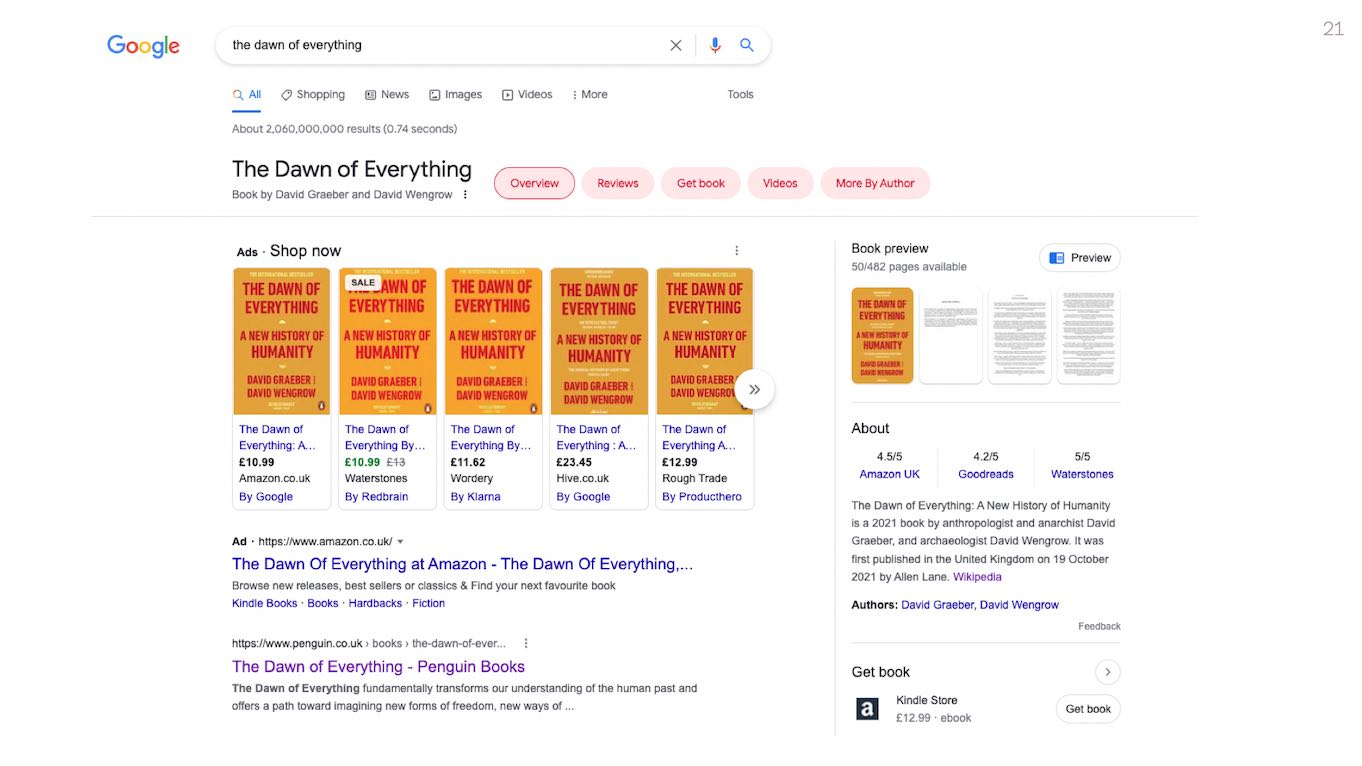 21
Google
the dawn of everything
All
Shopping
News
Images
Videos
More
Tools
About 2,060,000,000 results (0.74 seconds)
The Dawn of Everything
Book by David Graeber and David Wengrow
Overview
Reviews
Get book
Videos
More By Author
Ads · Shop now
THE INTERNATIONAL BESTSELLER
THE DAWN OF
EVERYTHING
A NEW HISTORY OF
HUMANITY
DAVID GRAEBER
DAVID WENGROW
The Dawn of
Everything: A...
£10.99
Amazon.co.uk
By Google
SALE
DAWN OF
EVERYTHING
A NEW HISTORY OF
HUMANITY
DAVID GRAEBER
DAVID WENGROW
The Dawn of
Everything By...
£10.99 £13
Waterstones
By Redbrain
THE INTERNATIONAL BESTSELLER
THE DAWN OF
EVERYTHING
A NEW HISTORY OF
HUMANITY
DAVID GRAEBER
DAVID WENGROW
The Dawn of
Everything By...
£11.62
Wordery
By Klarna
THE DAWN OF
EVERYTHING
A NEW HISTORY OF
HUMANITY
DAVID GRAEBER
DAVID WENGROW
The Dawn of
Everything : A...
£23.45
Hive.co.uk
By Google
THE INTERNATIONAL BESTSELLER
THE DAWN OF
EVERYTHING
A NEW HISTORY OF
HUMANITY
DAVID GRAEBER
DAVID WENGROW
The Dawn of
Everything A...
£12.99
Rough Trade
By Producthero
Ad · https://www.amazon.co.uk/
The Dawn Of Everything at Amazon - The Dawn Of Everything,...
Browse new releases, best sellers or classics & Find your next favourite book
Kindle Books · Books · Hardbacks · Fiction
https://www.penguin.co.uk › books › the-dawn-of-ever...
The Dawn of Everything - Penguin Books
The Dawn of Everything fundamentally transforms our understanding of the human past and
offers a path toward imagining new forms of freedom, new ways of ...
Book preview
50/482 pages available
Preview
THE DAWN OF
EVERYTHING
A NEW HISTORY OF
HUMANITY
DAVID GRAEBER
DAVID WENGROW
About
4.5/5
Amazon UK
4.2/5
Goodreads
5/5
Waterstones
The Dawn of Everything: A New History of Humanity
is a 2021 book by anthropologist and anarchist David
Graeber, and archaeologist David Wengrow. It was
first published in the United Kingdom on 19 October
2021 by Allen Lane. Wikipedia
Authors: David Graeber, David Wengrow
Feedback
Get book
Kindle Store
£12.99 · ebook
Get book